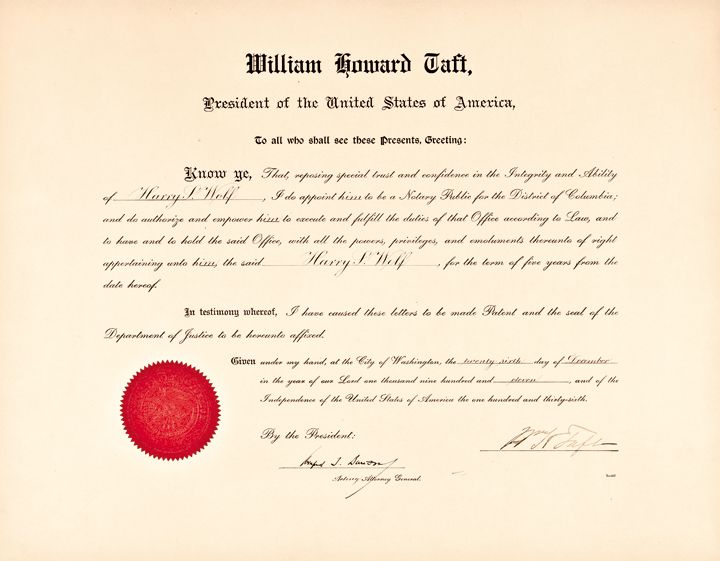 William Howard Taft,
President of the United States of America,
To all who shall see these Presents, Greeting:
Know ye, That, reposing special trust and confidence in the Integrity and Ability
of Harry S. Wolf, I do appoint him to be a Notary Public for the District of Columbia;
and do authorize and empower him to execute and fulfill the duties of that Office according to Law, and
to have and to hold the said Office, with all the powers, privileges, and emoluments thereunto of right
appertaining unto him, the said Harry S. Wolf, for the term of five years from the
date hereof.
In testimony whereof, I have caused these letters to be made Patent and the seal of the
Department of Justice to be hereunto affixed.
Given under my hand, at the City of Washington, the twenty sixth day of December
in the year of our Lord one thousand nine hundred and eleven, and of the
Independence of the United States of America the one hundred and thirty-sixth.
By the President:
Wm H Taft
Acting Attorney General.